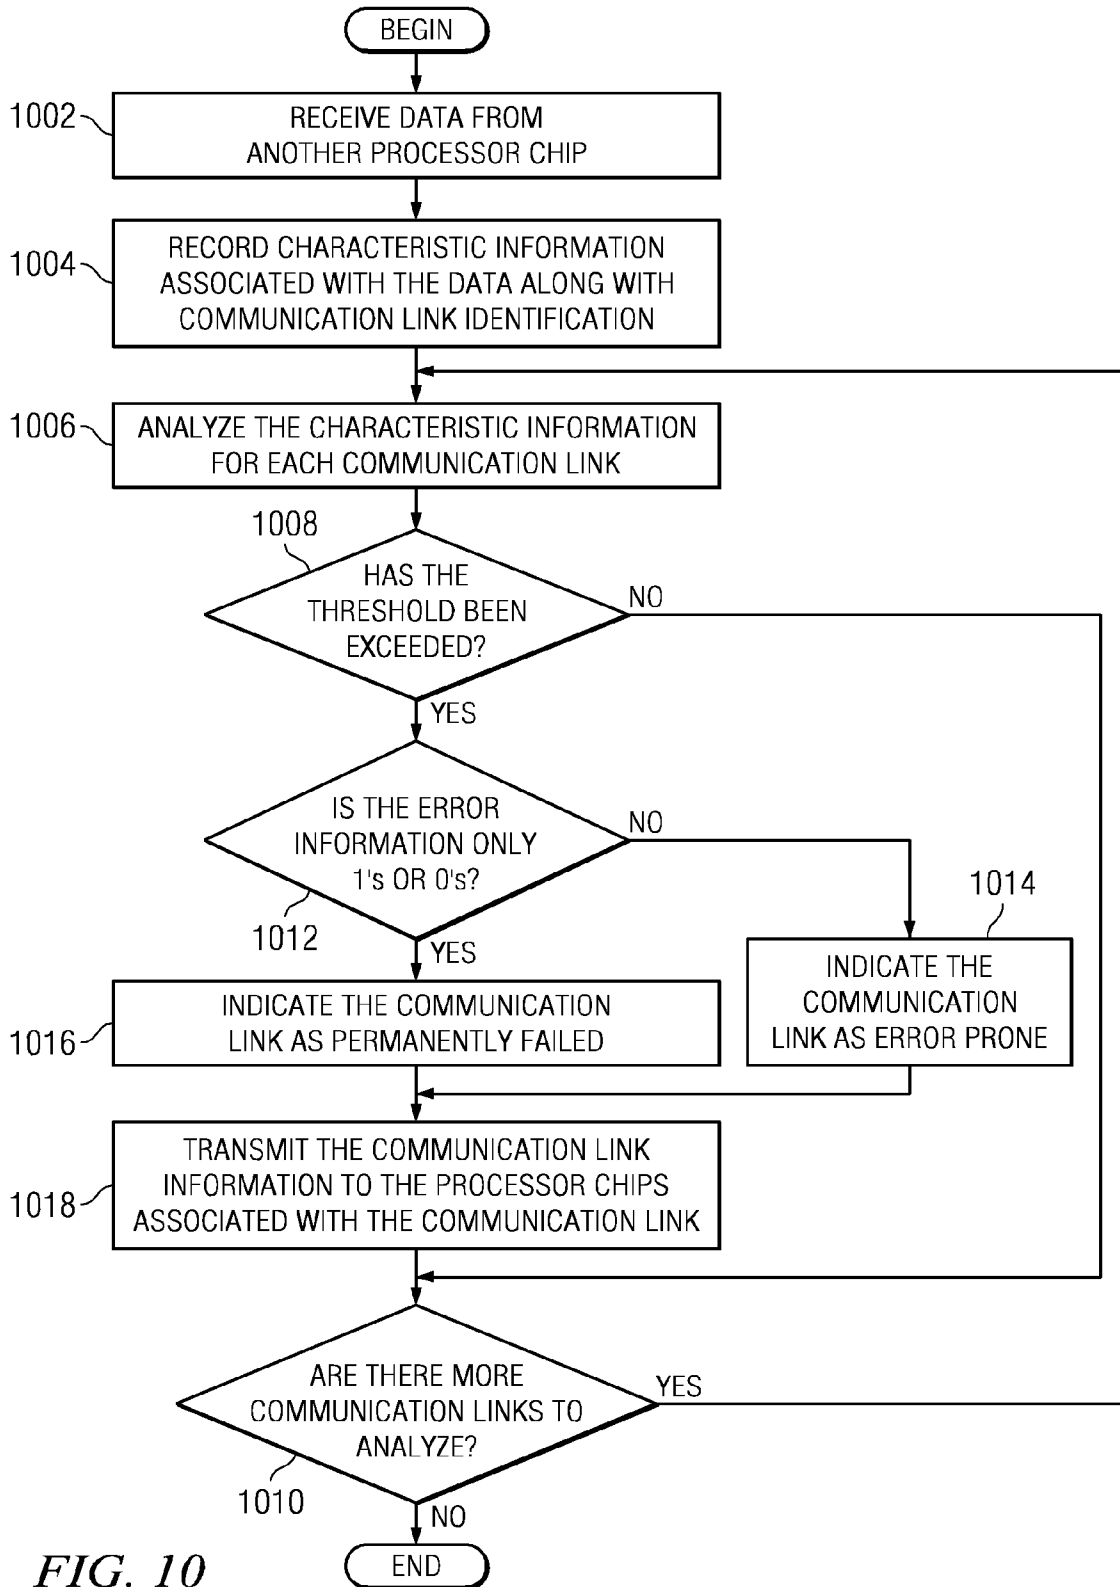 BEGIN
1002
RECEIVE DATA FROM
ANOTHER PROCESSOR CHIP
1004
RECORD CHARACTERISTIC INFORMATION
ASSOCIATED WITH THE DATA ALONG WITH
COMMUNICATION LINK IDENTIFICATION
1006
ANALYZE THE CHARACTERISTIC INFORMATION
FOR EACH COMMUNICATION LINK
1008
HAS THE
THRESHOLD BEEN
EXCEEDED?
NO
YES
IS THE ERROR
INFORMATION ONLY
1's OR 0's?
NO
1012
YES
1014
INDICATE THE
COMMUNICATION
LINK AS ERROR PRONE
1016
INDICATE THE COMMUNICATION
LINK AS PERMANENTLY FAILED
1018
TRANSMIT THE COMMUNICATION LINK
INFORMATION TO THE PROCESSOR CHIPS
ASSOCIATED WITH THE COMMUNICATION LINK
ARE THERE MORE
COMMUNICATION LINKS TO
ANALYZE?
YES
1010
NO
END
FIG. 10